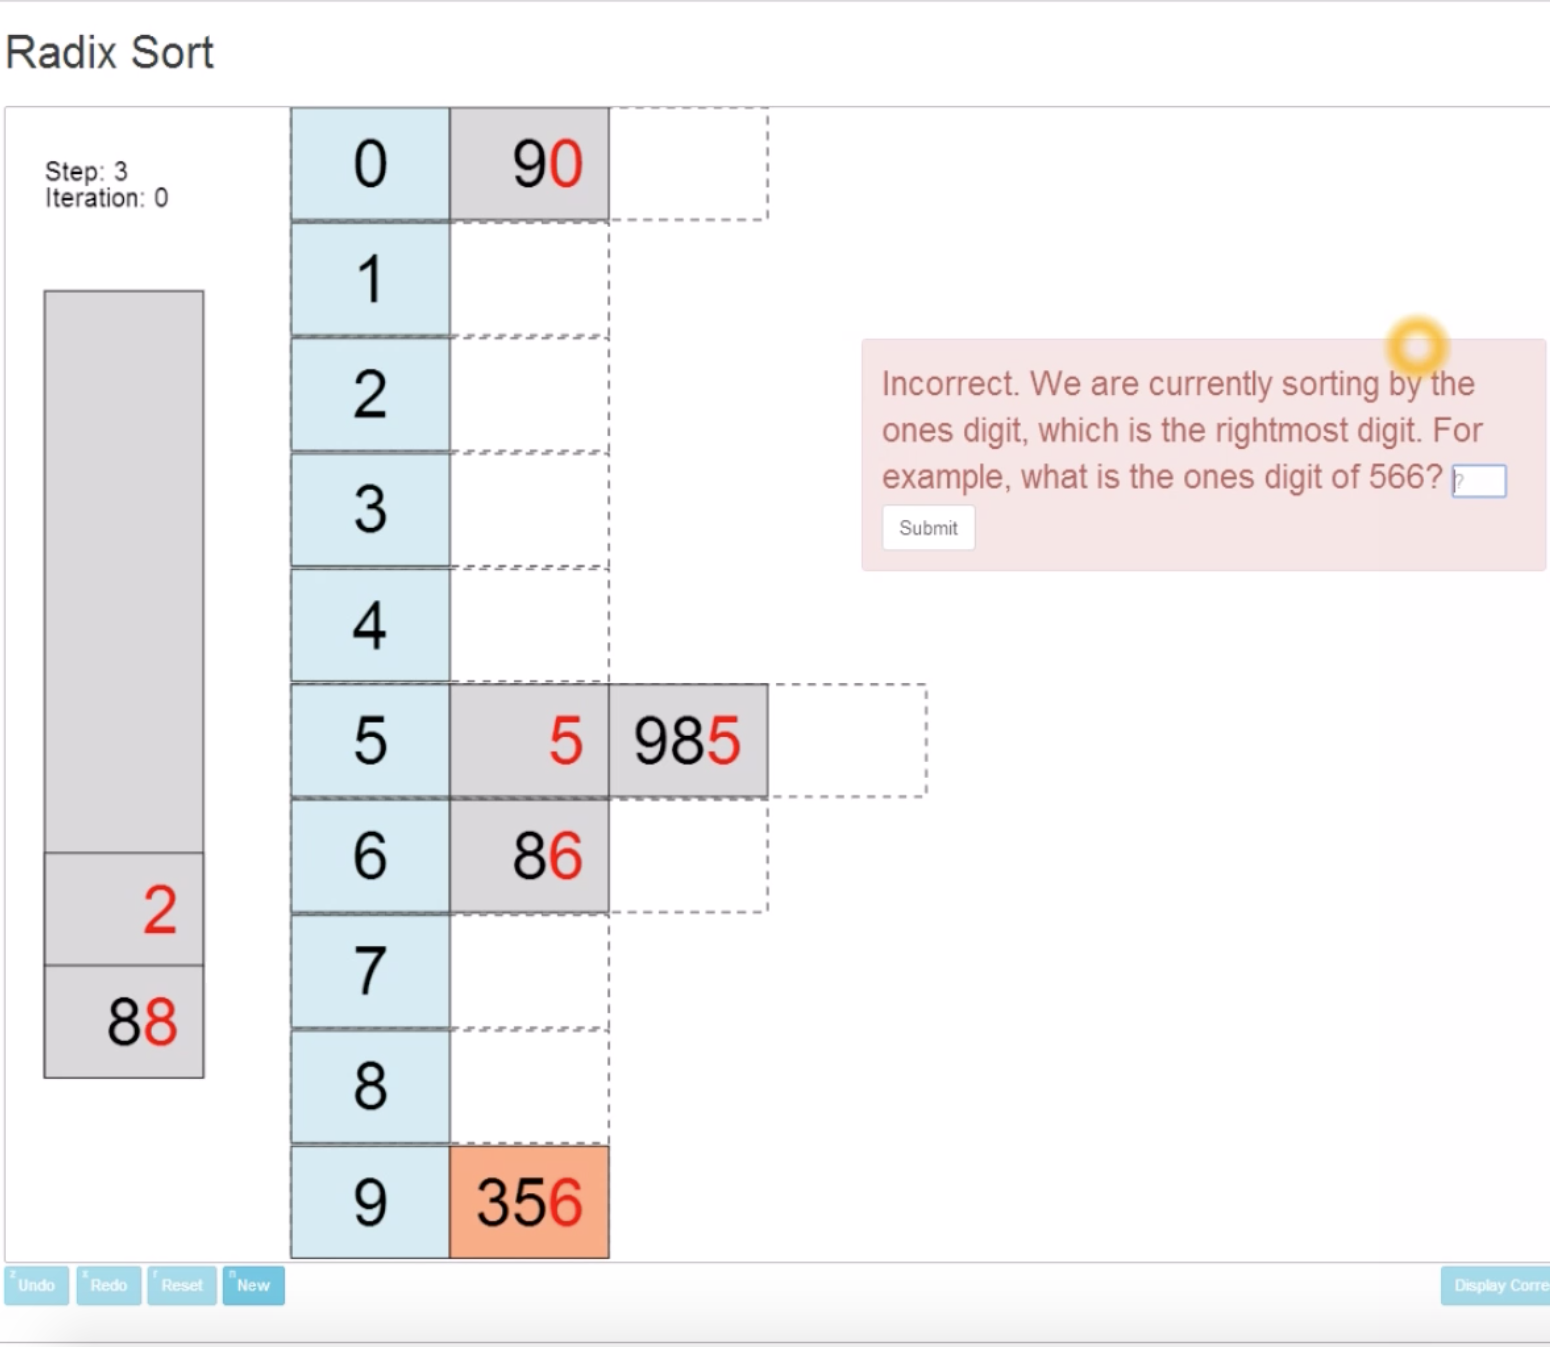 Radix Sort
Step: 3
Iteration: 0
0 90
1
2
3
4
5 5 985
6 86
7
8
9 356
2
88
Incorrect. We are currently sorting by the
ones digit, which is the rightmost digit. For
example, what is the ones digit of 566? ?
Submit
z Undo
x Redo
r Reset
n New
Display Corre